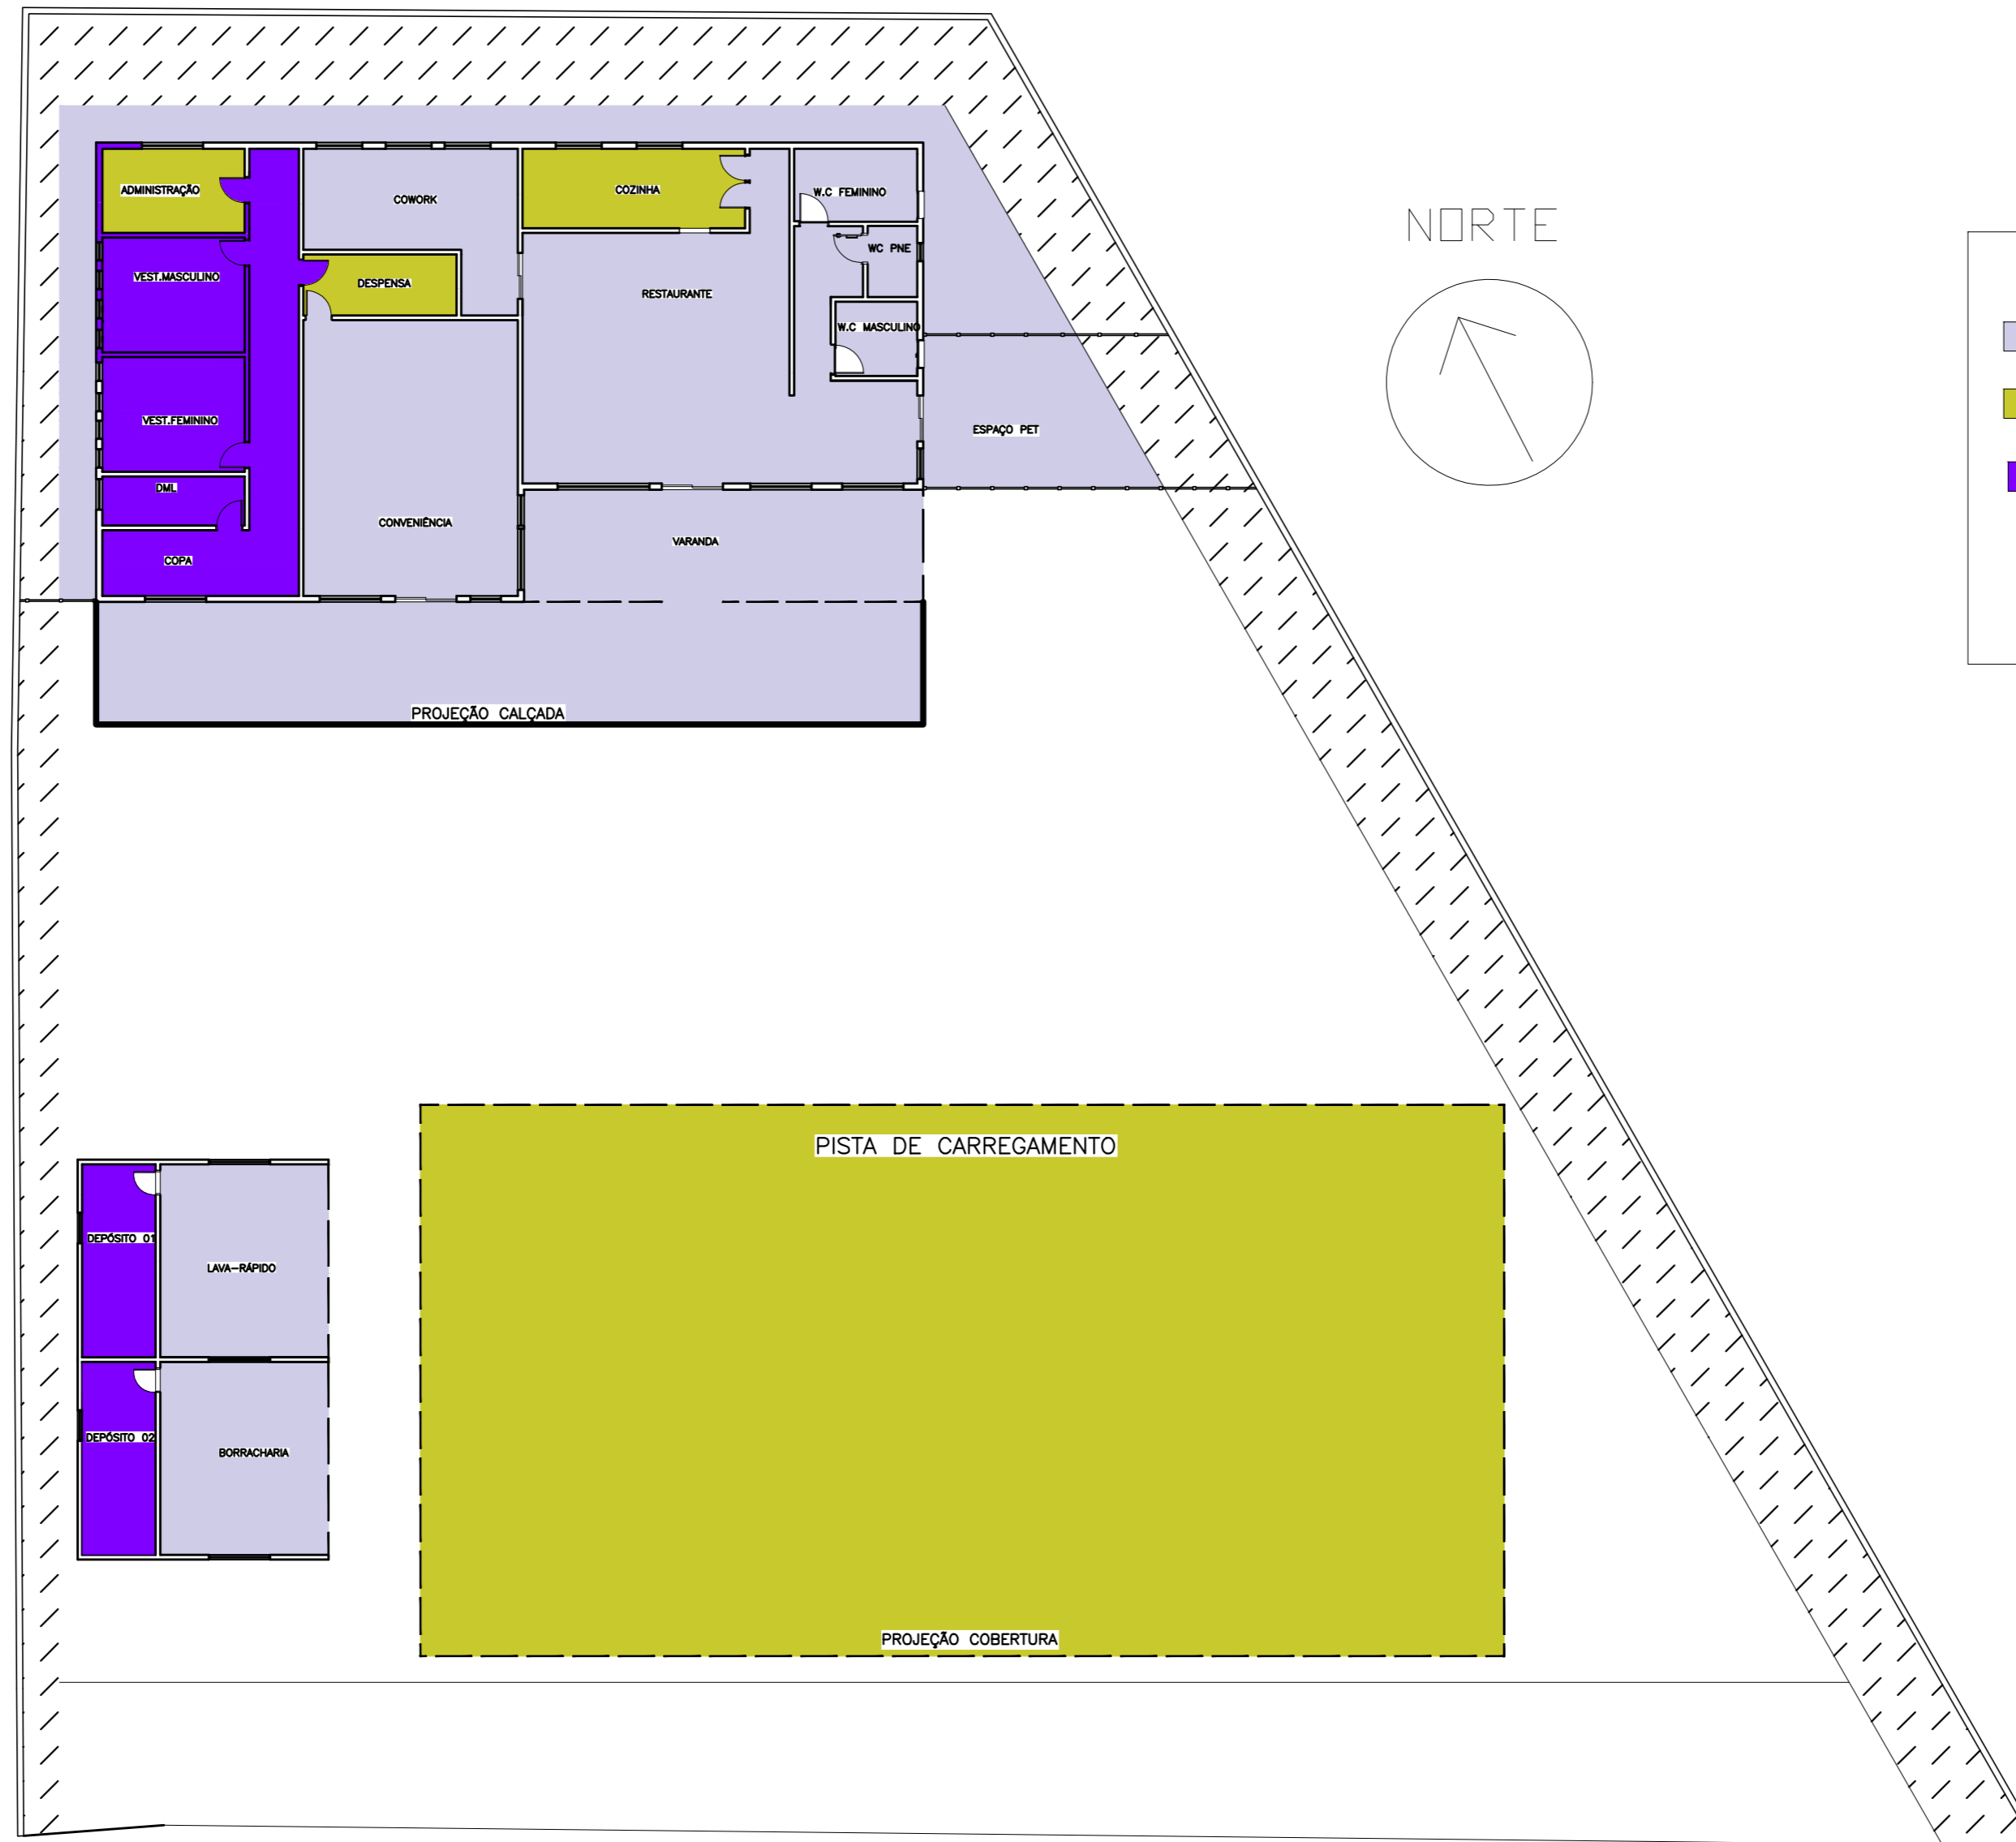 NORTE
ADMINISTRAÇÃO
COWORK
COZINHA
W.C FEMININO
WC PNE
VEST.MASCULINO
DESPENSA
RESTAURANTE
W.C MASCULINO
VEST.FEMININO
ESPAÇO PET
DML
CONVENIÊNCIA
VARANDA
COPA
PROJEÇÃO CALÇADA
PISTA DE CARREGAMENTO
DEPÓSITO 01
LAVA-RÁPIDO
DEPÓSITO 02
BORRACHARIA
PROJEÇÃO COBERTURA